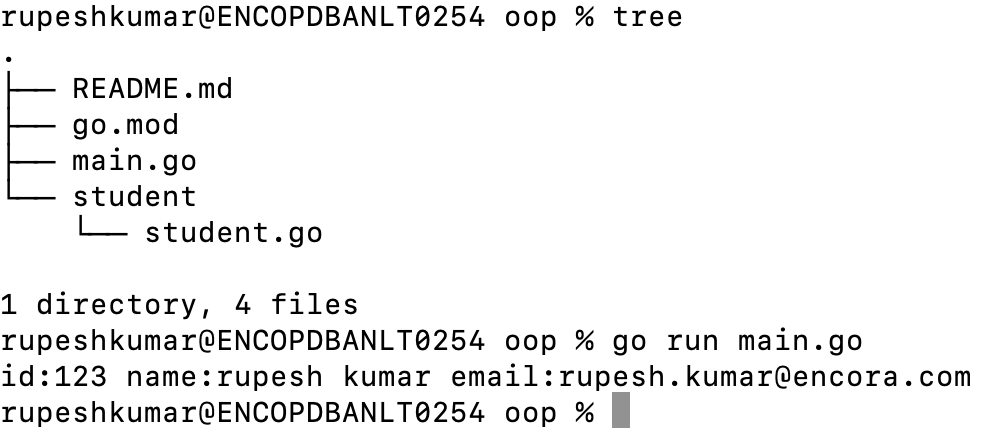 rupeshkumar@ENCOPDBANLT0254 oop % tree
.
├── README.md
├── go.mod
├── main.go
└── student
    └── student.go
1 directory, 4 files
rupeshkumar@ENCOPDBANLT0254 oop % go run main.go
id:123 name:rupesh kumar email:rupesh.kumar@encora.com
rupeshkumar@ENCOPDBANLT0254 oop %